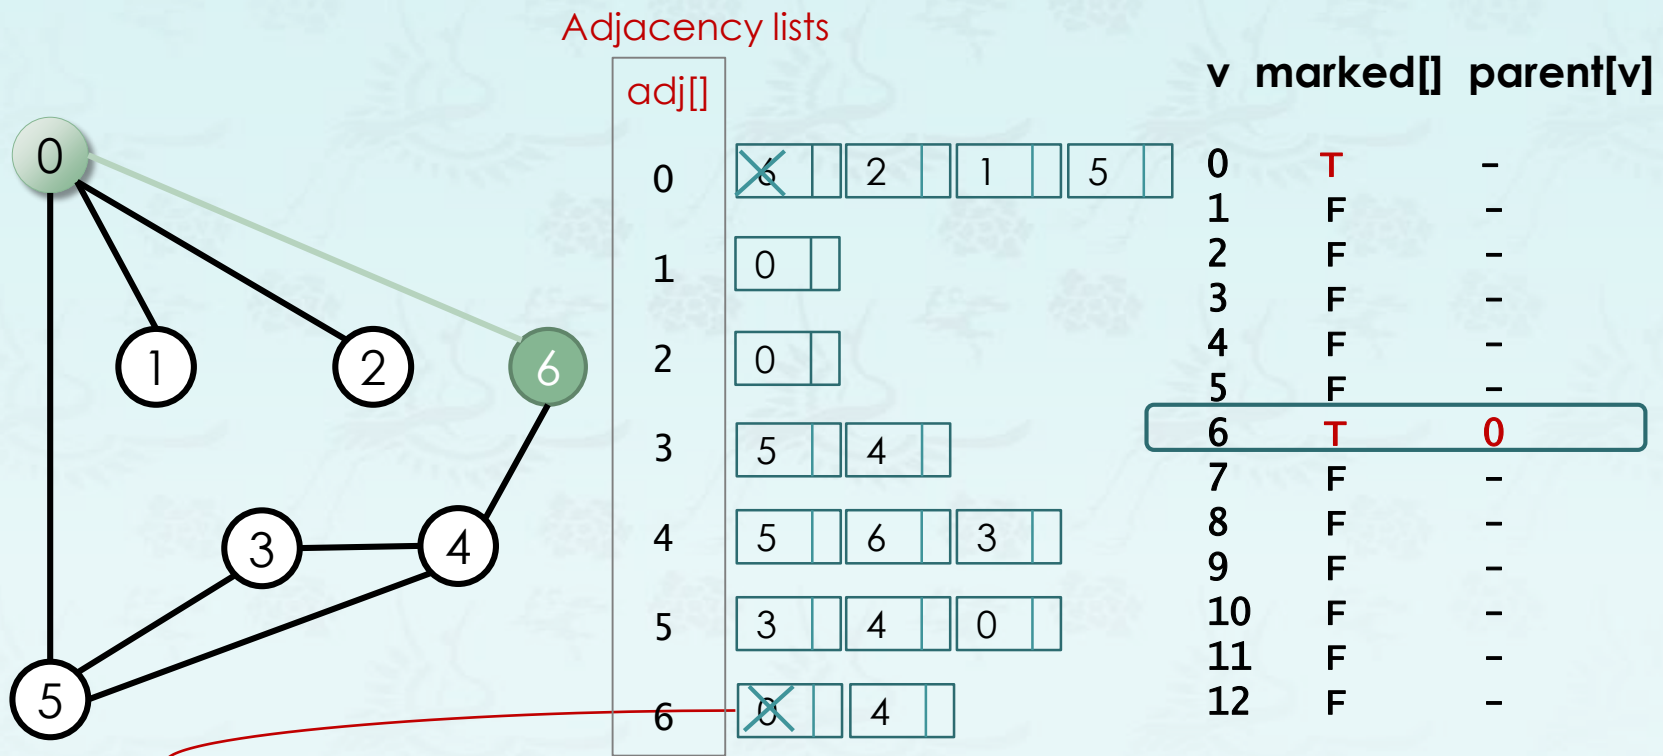 Adjacency lists
adj[]
v marked[] parent[v]
0
1
2
6
3
4
5
0 6 2 1 5
1 0
2 0
3 5 4
4 5 6 3
5 3 4 0
6 0 4
0 T -
1 F -
2 F -
3 F -
4 F -
5 F -
6 T 0
7 F -
8 F -
9 F -
10 F -
11 F -
12 F -